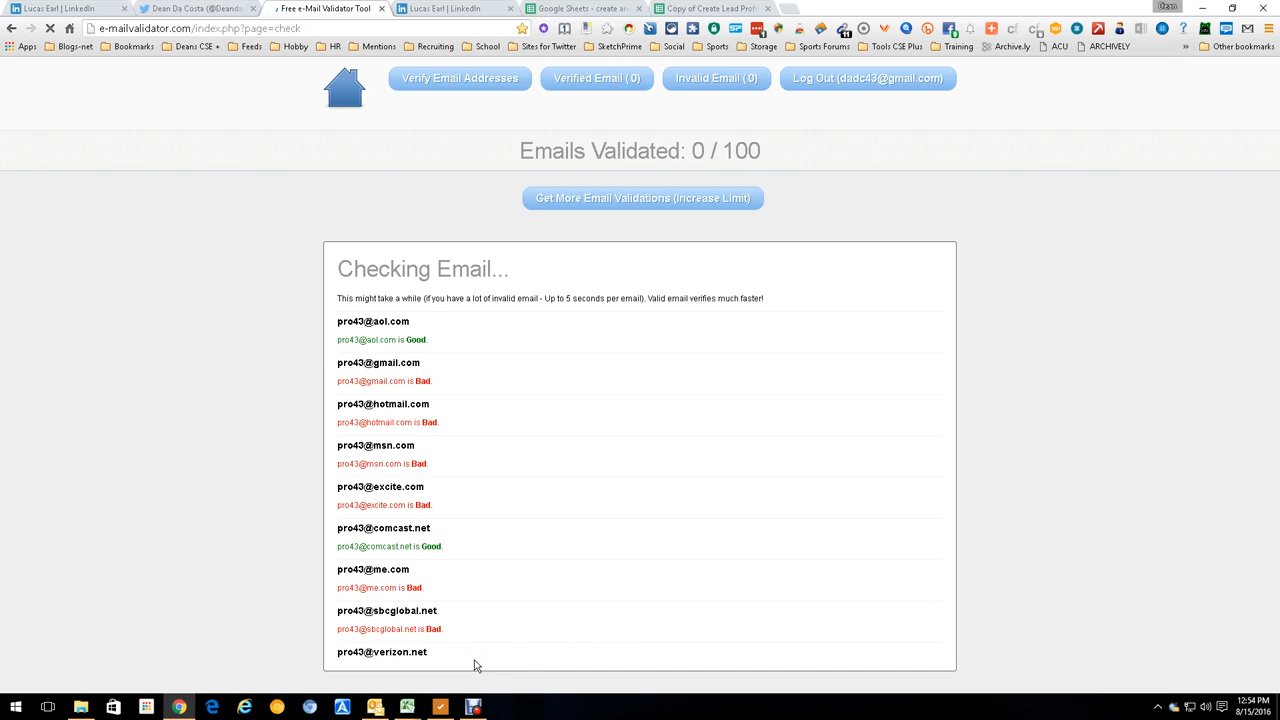 Lucas Earl | LinkedIn
Dean Da Costa (@Deands
Free e-Mail Validator Tool
Lucas Earl | LinkedIn
Google Sheets - create an
Copy of Create Lead Profi
Dean
e-mailvalidator.com/index.php?page=check
Apps Blogs-net Bookmarks Deans CSE + Feeds Hobby HR Mentions Recruiting School Sites for Twitter SketchPrime Social Sports Storage Sports Forums Tools CSE Plus Training Archive.ly ACU ARCHIVELY » Other bookmarks
Verify Email Addresses
Verified Email ( 0)
Invalid Email ( 0)
Log Out (dadc43@gmail.com)
Emails Validated: 0 / 100
Get More Email Validations (Increase Limit)
Checking Email...
This might take a while (if you have a lot of invalid email - Up to 5 seconds per email). Valid email verifies much faster!
pro43@aol.com
pro43@aol.com is Good.
pro43@gmail.com
pro43@gmail.com is Bad.
pro43@hotmail.com
pro43@hotmail.com is Bad.
pro43@msn.com
pro43@msn.com is Bad.
pro43@excite.com
pro43@excite.com is Bad.
pro43@comcast.net
pro43@comcast.net is Good.
pro43@me.com
pro43@me.com is Bad.
pro43@sbcglobal.net
pro43@sbcglobal.net is Bad.
pro43@verizon.net
12:54 PM
8/15/2016